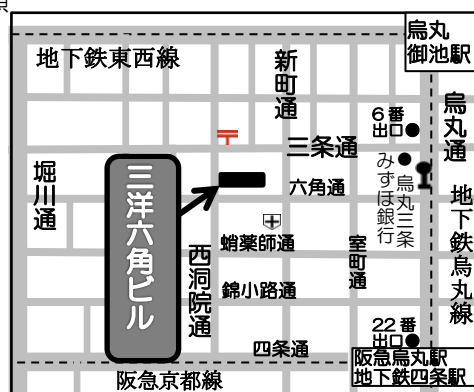 烏丸
御池駅
地下鉄東西線
新町通
烏丸通
6番
出口
三条通
みずほ銀行
烏丸三条
堀川通
三洋六角ビル
六角通
地下鉄烏丸線
西洞院通
蛸薬師通
室町通
錦小路通
22番
出口
四条通
阪急烏丸駅
地下鉄四条駅
阪急京都線